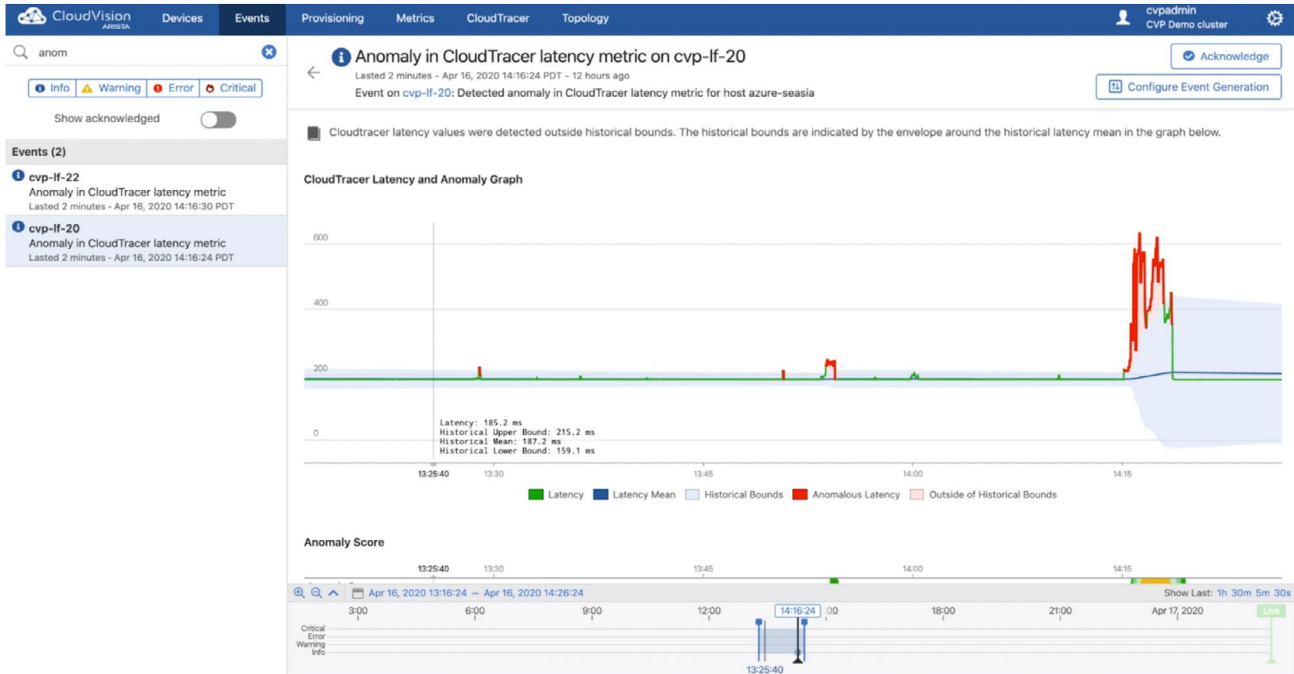 CloudVision
ARISTA
Devices
Events
Provisioning
Metrics
CloudTracer
Topology
cvpadmin
CVP Demo cluster
anom
Info
Warning
Error
Critical
Show acknowledged
Events (2)
cvp-lf-22
Anomaly in CloudTracer latency metric
Lasted 2 minutes - Apr 16, 2020 14:16:30 PDT
cvp-lf-20
Anomaly in CloudTracer latency metric
Lasted 2 minutes - Apr 16, 2020 14:16:24 PDT
Anomaly in CloudTracer latency metric on cvp-lf-20
Lasted 2 minutes - Apr 16, 2020 14:16:24 PDT - 12 hours ago
Event on cvp-lf-20: Detected anomaly in CloudTracer latency metric for host azure-seasia
Acknowledge
Configure Event Generation
Cloudtracer latency values were detected outside historical bounds. The historical bounds are indicated by the envelope around the historical latency mean in the graph below.
CloudTracer Latency and Anomaly Graph
600
400
200
0
Latency: 185.2 ms
Historical Upper Bound: 215.2 ms
Historical Mean: 187.2 ms
Historical Lower Bound: 159.1 ms
13:25:40 13:30 13:45 14:00 14:15
Latency Latency Mean Historical Bounds Anomalous Latency Outside of Historical Bounds
Anomaly Score
13:25:40 13:30 13:45 14:00 14:15
Apr 16, 2020 13:16:24 – Apr 16, 2020 14:26:24
Show Last: 1h 30m 5m 30s
3:00 6:00 9:00 12:00 14:16:24 :00 18:00 21:00 Apr 17, 2020 Live
Critical
Error
Warning
Info
13:25:40